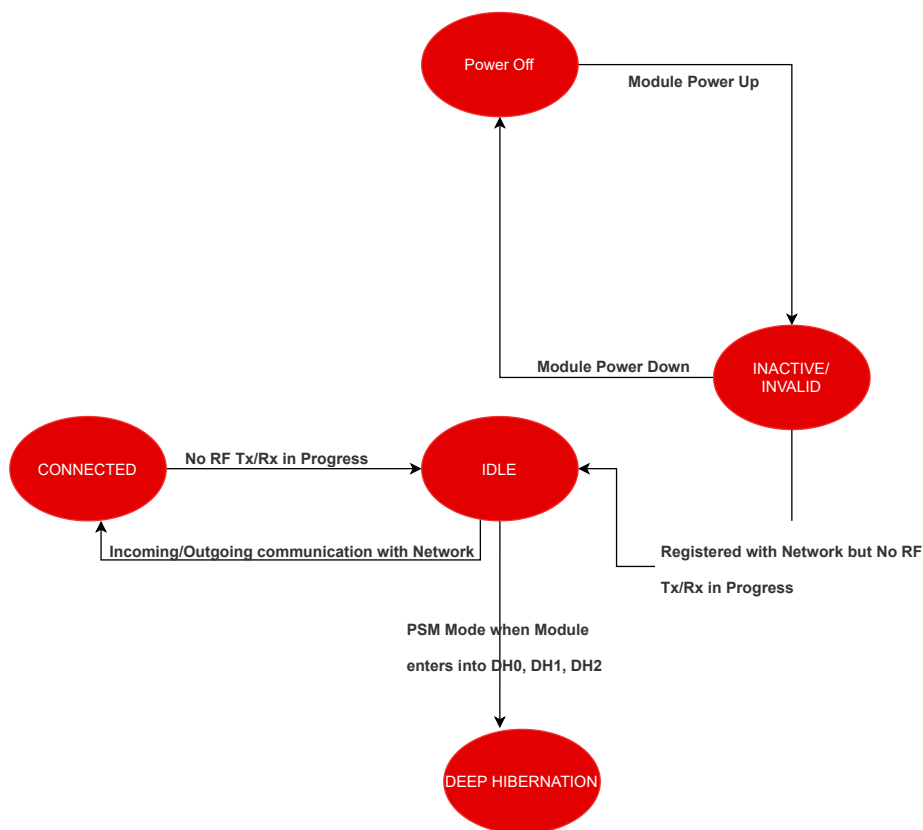 Power Off
Module Power Up
Module Power Down
INACTIVE/
INVALID
CONNECTED
No RF Tx/Rx in Progress
IDLE
Incoming/Outgoing communication with Network
Registered with Network but No RF
Tx/Rx in Progress
PSM Mode when Module
enters into DH0, DH1, DH2
DEEP HIBERNATION